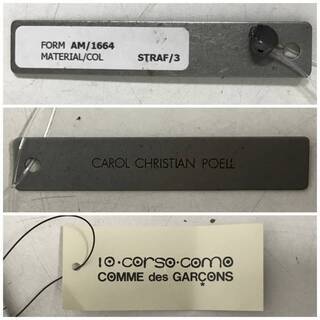 FORM AM/1664
MATERIAL/COL STRAF/3
CAROL CHRISTIAN POELL
10·corso·como
COMME des GARÇONS
*